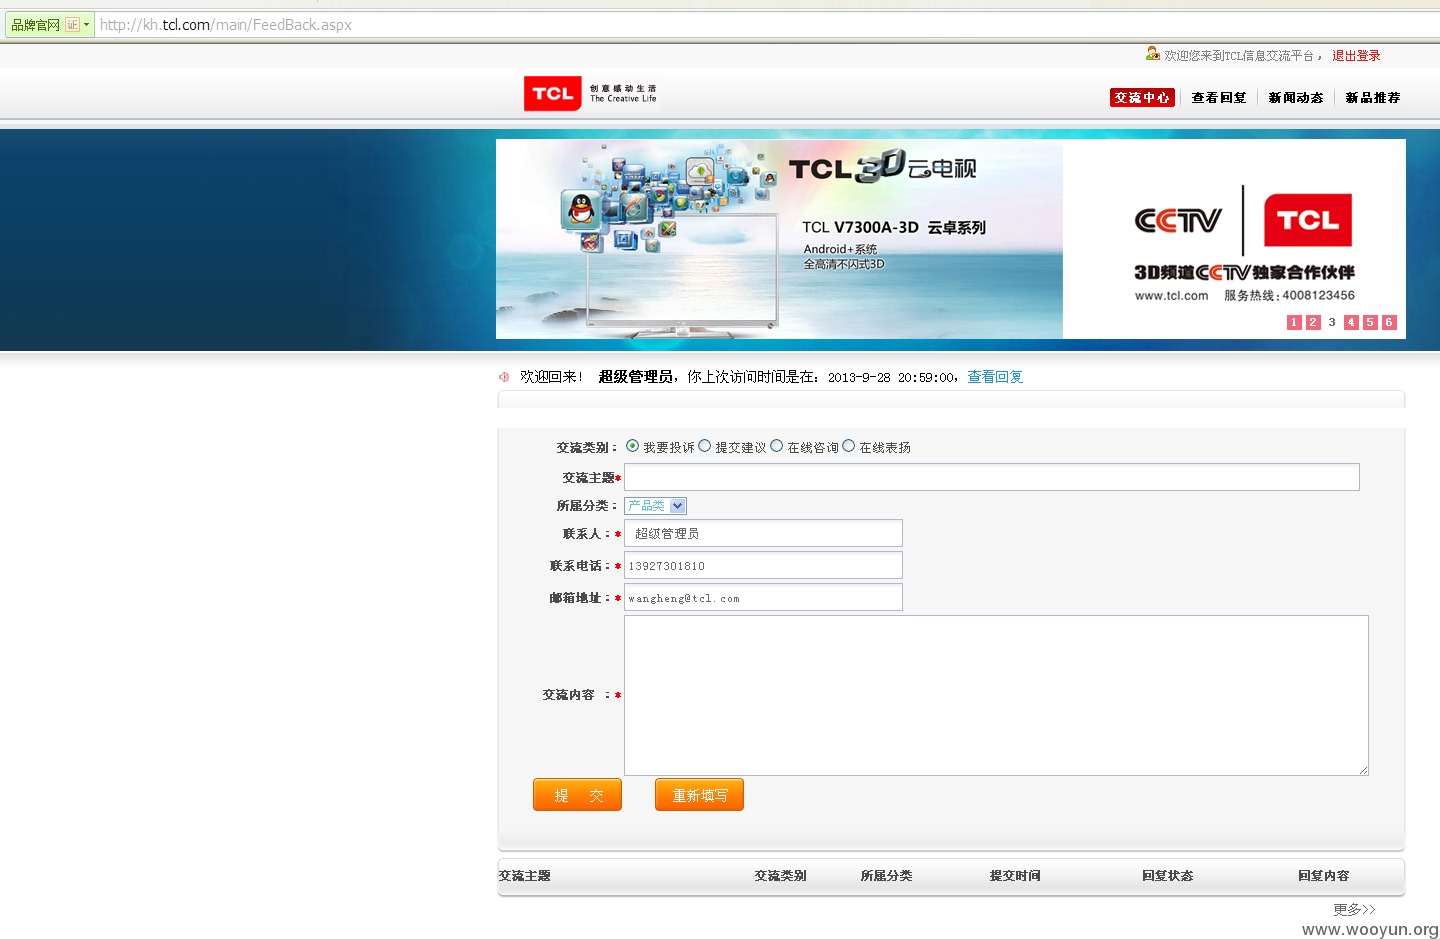 品牌官网 证 http://kh.tcl.com/main/FeedBack.aspx
欢迎您来到TCL信息交流平台， 退出登录
TCL 创意感动生活
The Creative Life
交流中心 查看回复 新闻动态 新品推荐
TCL 3D云电视
TCL V7300A-3D 云卓系列
Android+系统
全高清不闪式3D
CCTV TCL
3D频道CCTV独家合作伙伴
www.tcl.com 服务热线：4008123456
1 2 3 4 5 6
欢迎回来！ 超级管理员，你上次访问时间是在：2013-9-28 20:59:00，查看回复
交流类别： 我要投诉 提交建议 在线咨询 在线表扬
交流主题*
所属分类： 产品类
联系人：* 超级管理员
联系电话：* 13927301810
邮箱地址：* wangheng@tcl.com
交流内容 ：*
提 交 重新填写
交流主题 交流类别 所属分类 提交时间 回复状态 回复内容
更多>>
www.wooyun.org